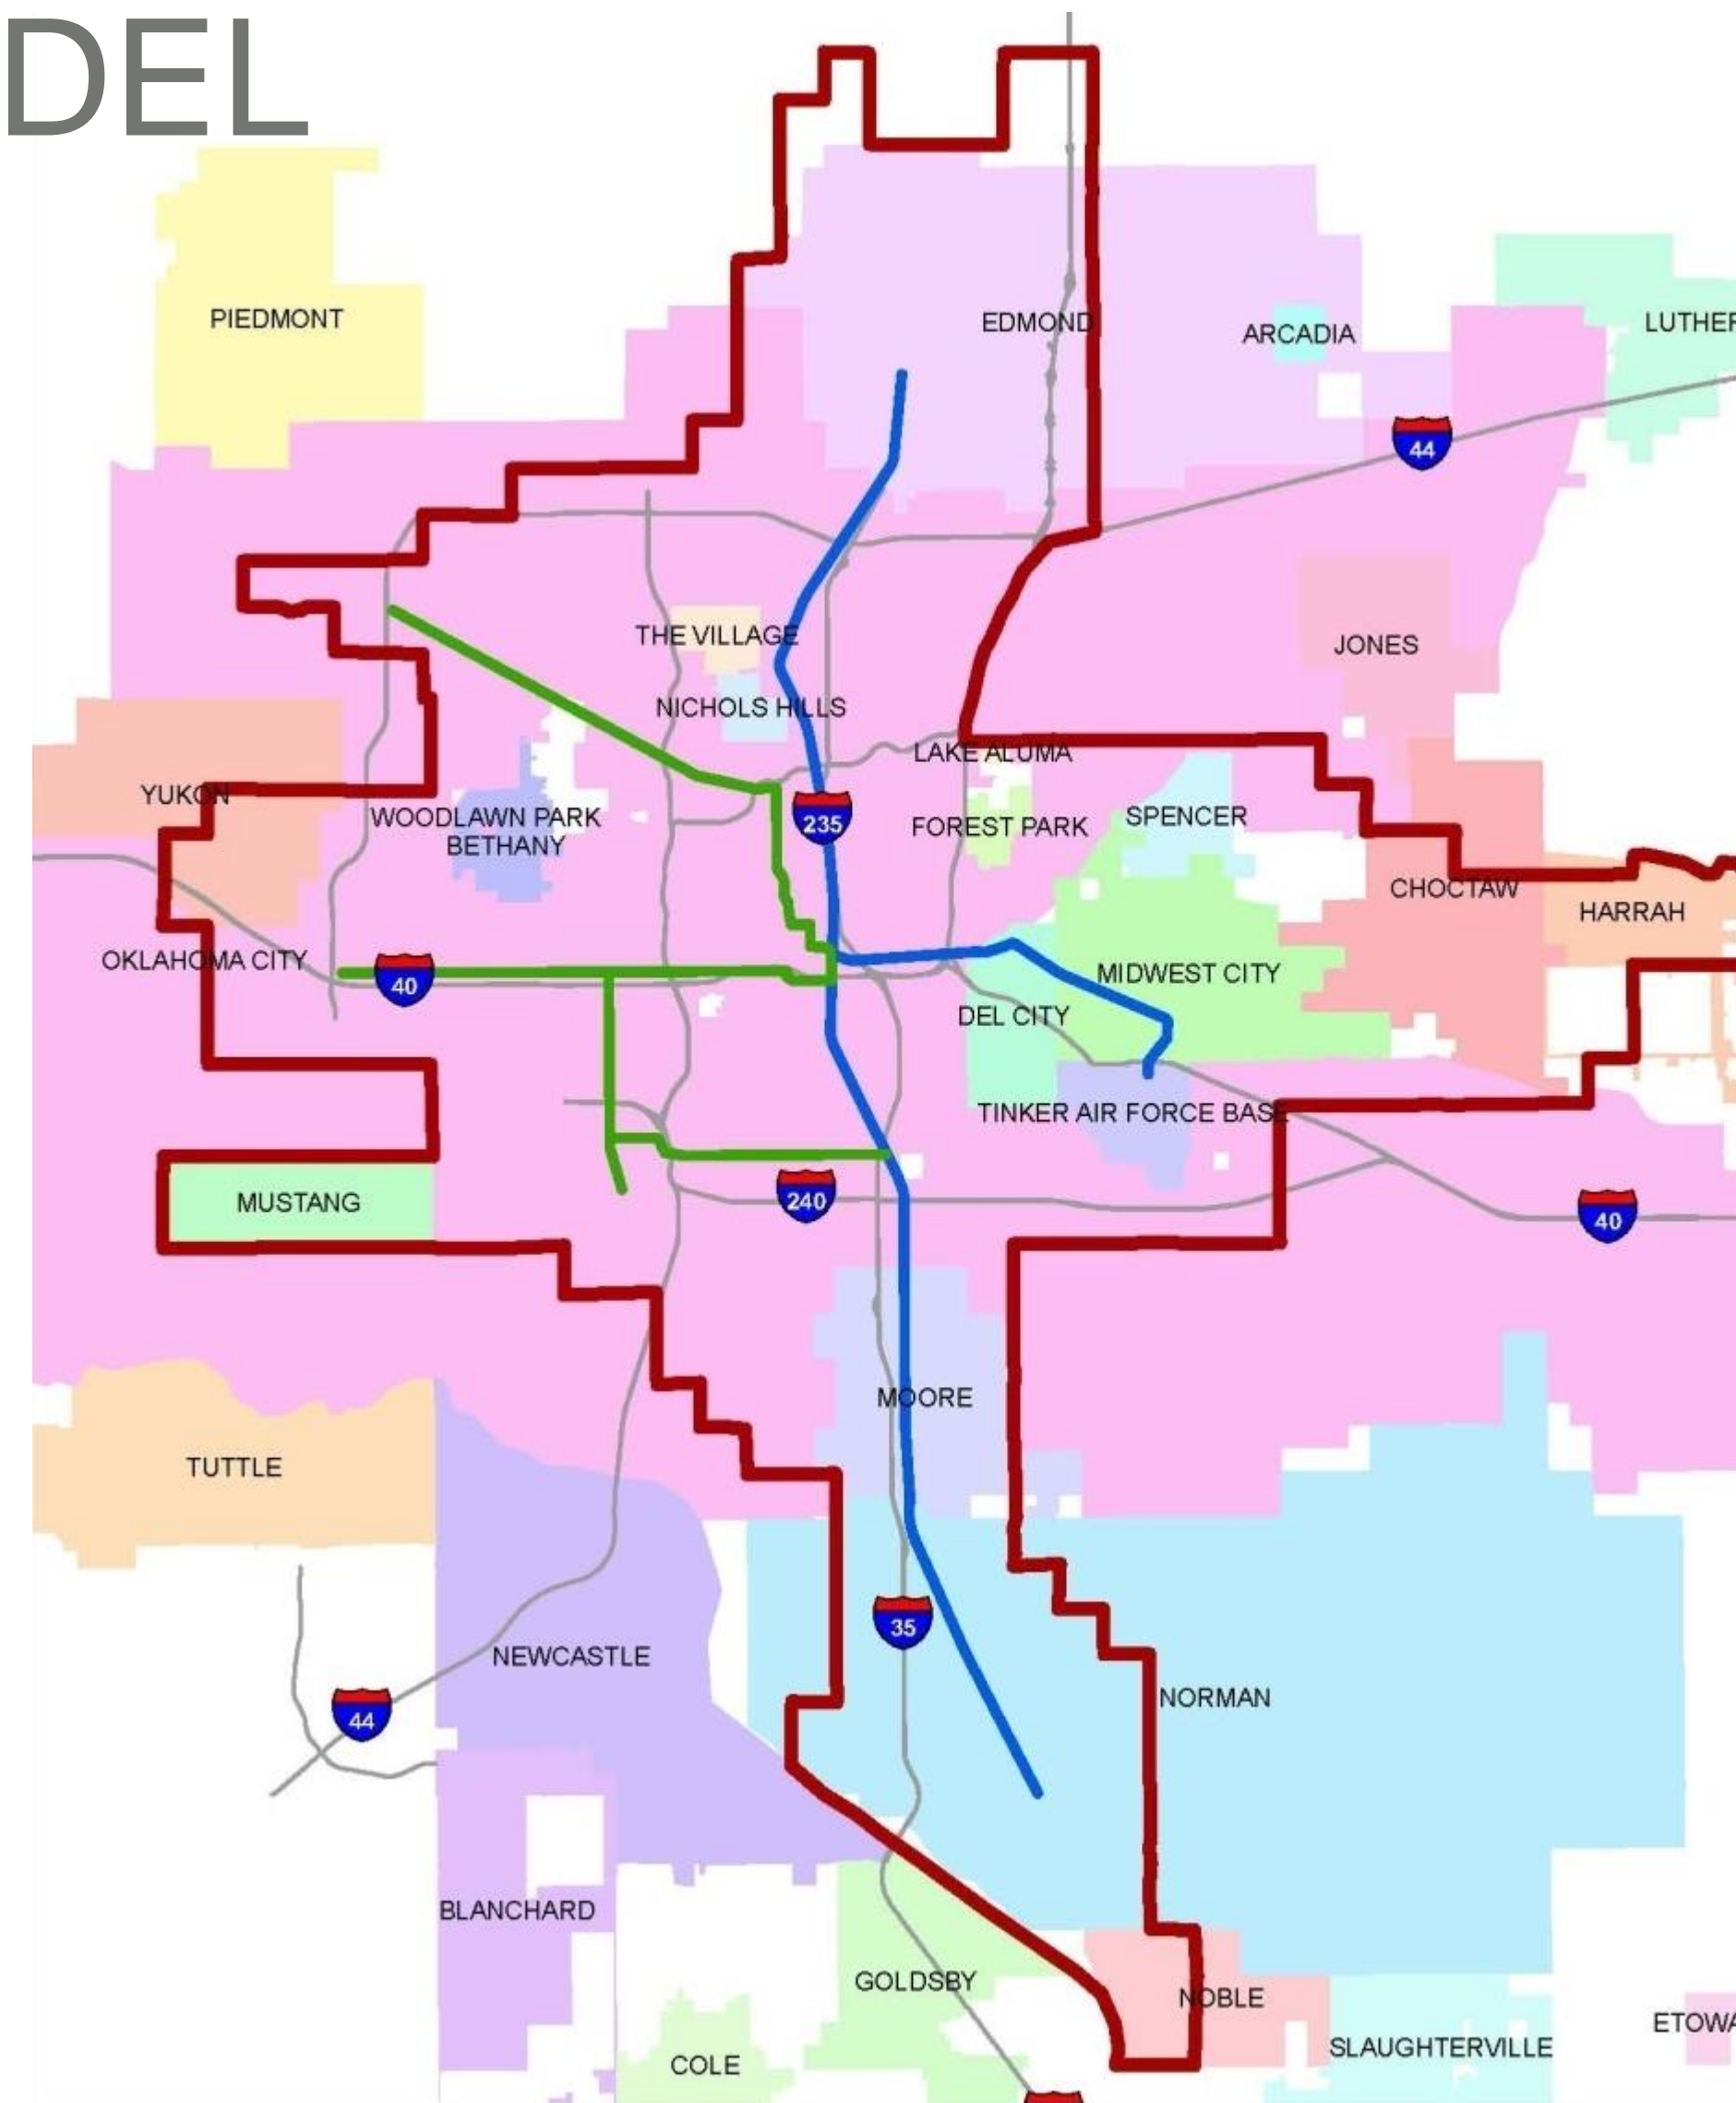 DEL
PIEDMONT
EDMOND
ARCADIA
44
THE VILLAGE
JONES
NICHOLS HILLS
LAKE ALUMA
YUKON
WOODLAWN PARK
BETHANY
235
FOREST PARK
SPENCER
CHOCTAW
HARRAH
OKLAHOMA CITY
40
MIDWEST CITY
DEL CITY
TINKER AIR FORCE BASE
MUSTANG
240
40
MOORE
TUTTLE
35
NEWCASTLE
NORMAN
44
BLANCHARD
GOLDSBY
NOBLE
SLAUGHTERVILLE
ETOWA
COLE